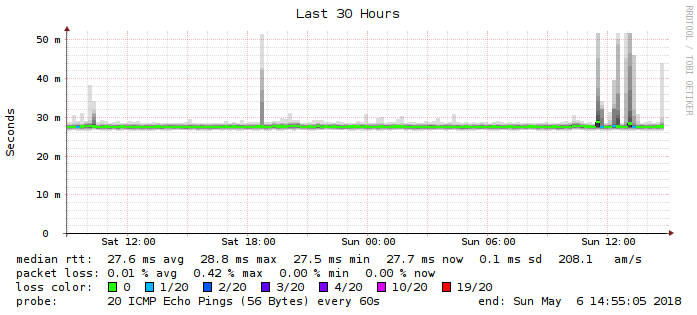 Last 30 Hours
RRDTOOL / TOBI OETIKER
Seconds
50 m
40 m
30 m
20 m
10 m
0
Sat 12:00 Sat 18:00 Sun 00:00 Sun 06:00 Sun 12:00
median rtt: 27.6 ms avg 28.8 ms max 27.5 ms min 27.7 ms now 0.1 ms sd 208.1 am/s
packet loss: 0.01 % avg 0.42 % max 0.00 % min 0.00 % now
loss color: 0 1/20 2/20 3/20 4/20 10/20 19/20
probe: 20 ICMP Echo Pings (56 Bytes) every 60s end: Sun May 6 14:55:05 2018